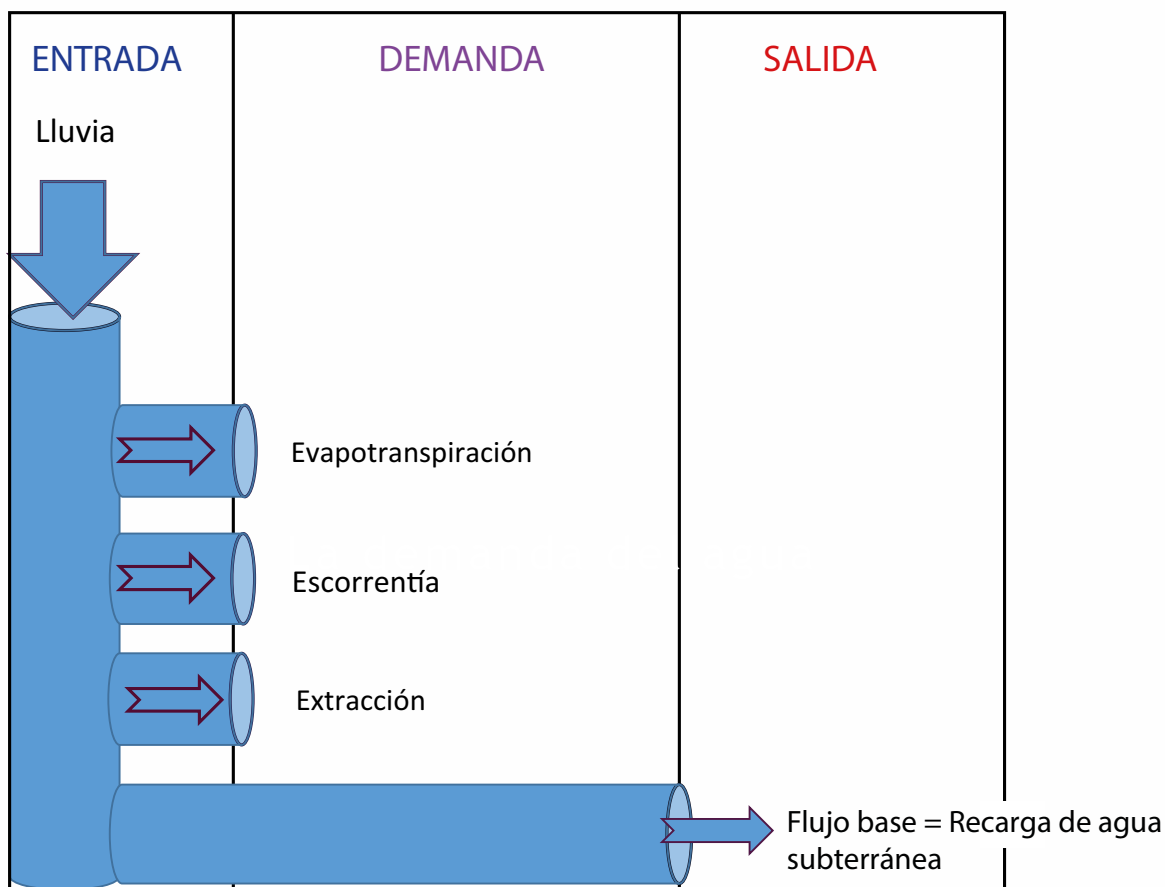 ENTRADA
DEMANDA
SALIDA
Lluvia
Evapotranspiración
Escorrentía
Extracción
Flujo base = Recarga de agua
subterránea